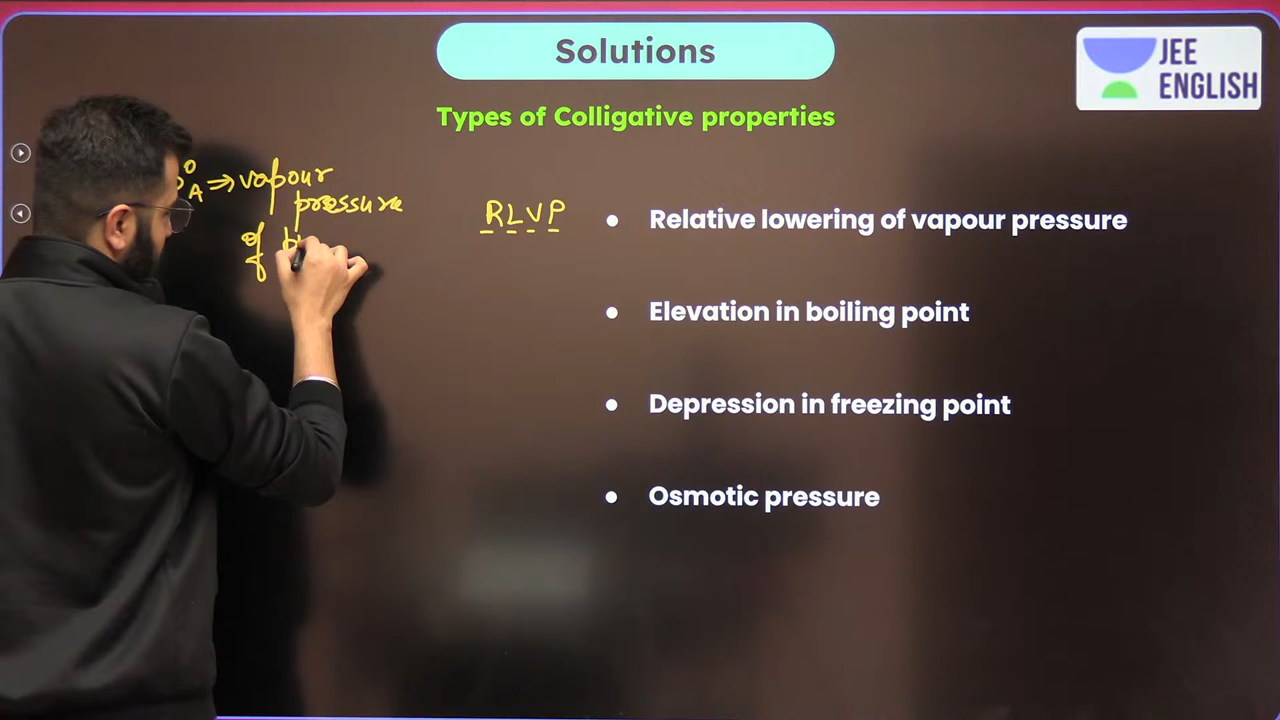 Solutions
JEE
ENGLISH
Types of Colligative properties
A ⇒ vapour
pressure
of
RLVP
• Relative lowering of vapour pressure
• Elevation in boiling point
• Depression in freezing point
• Osmotic pressure